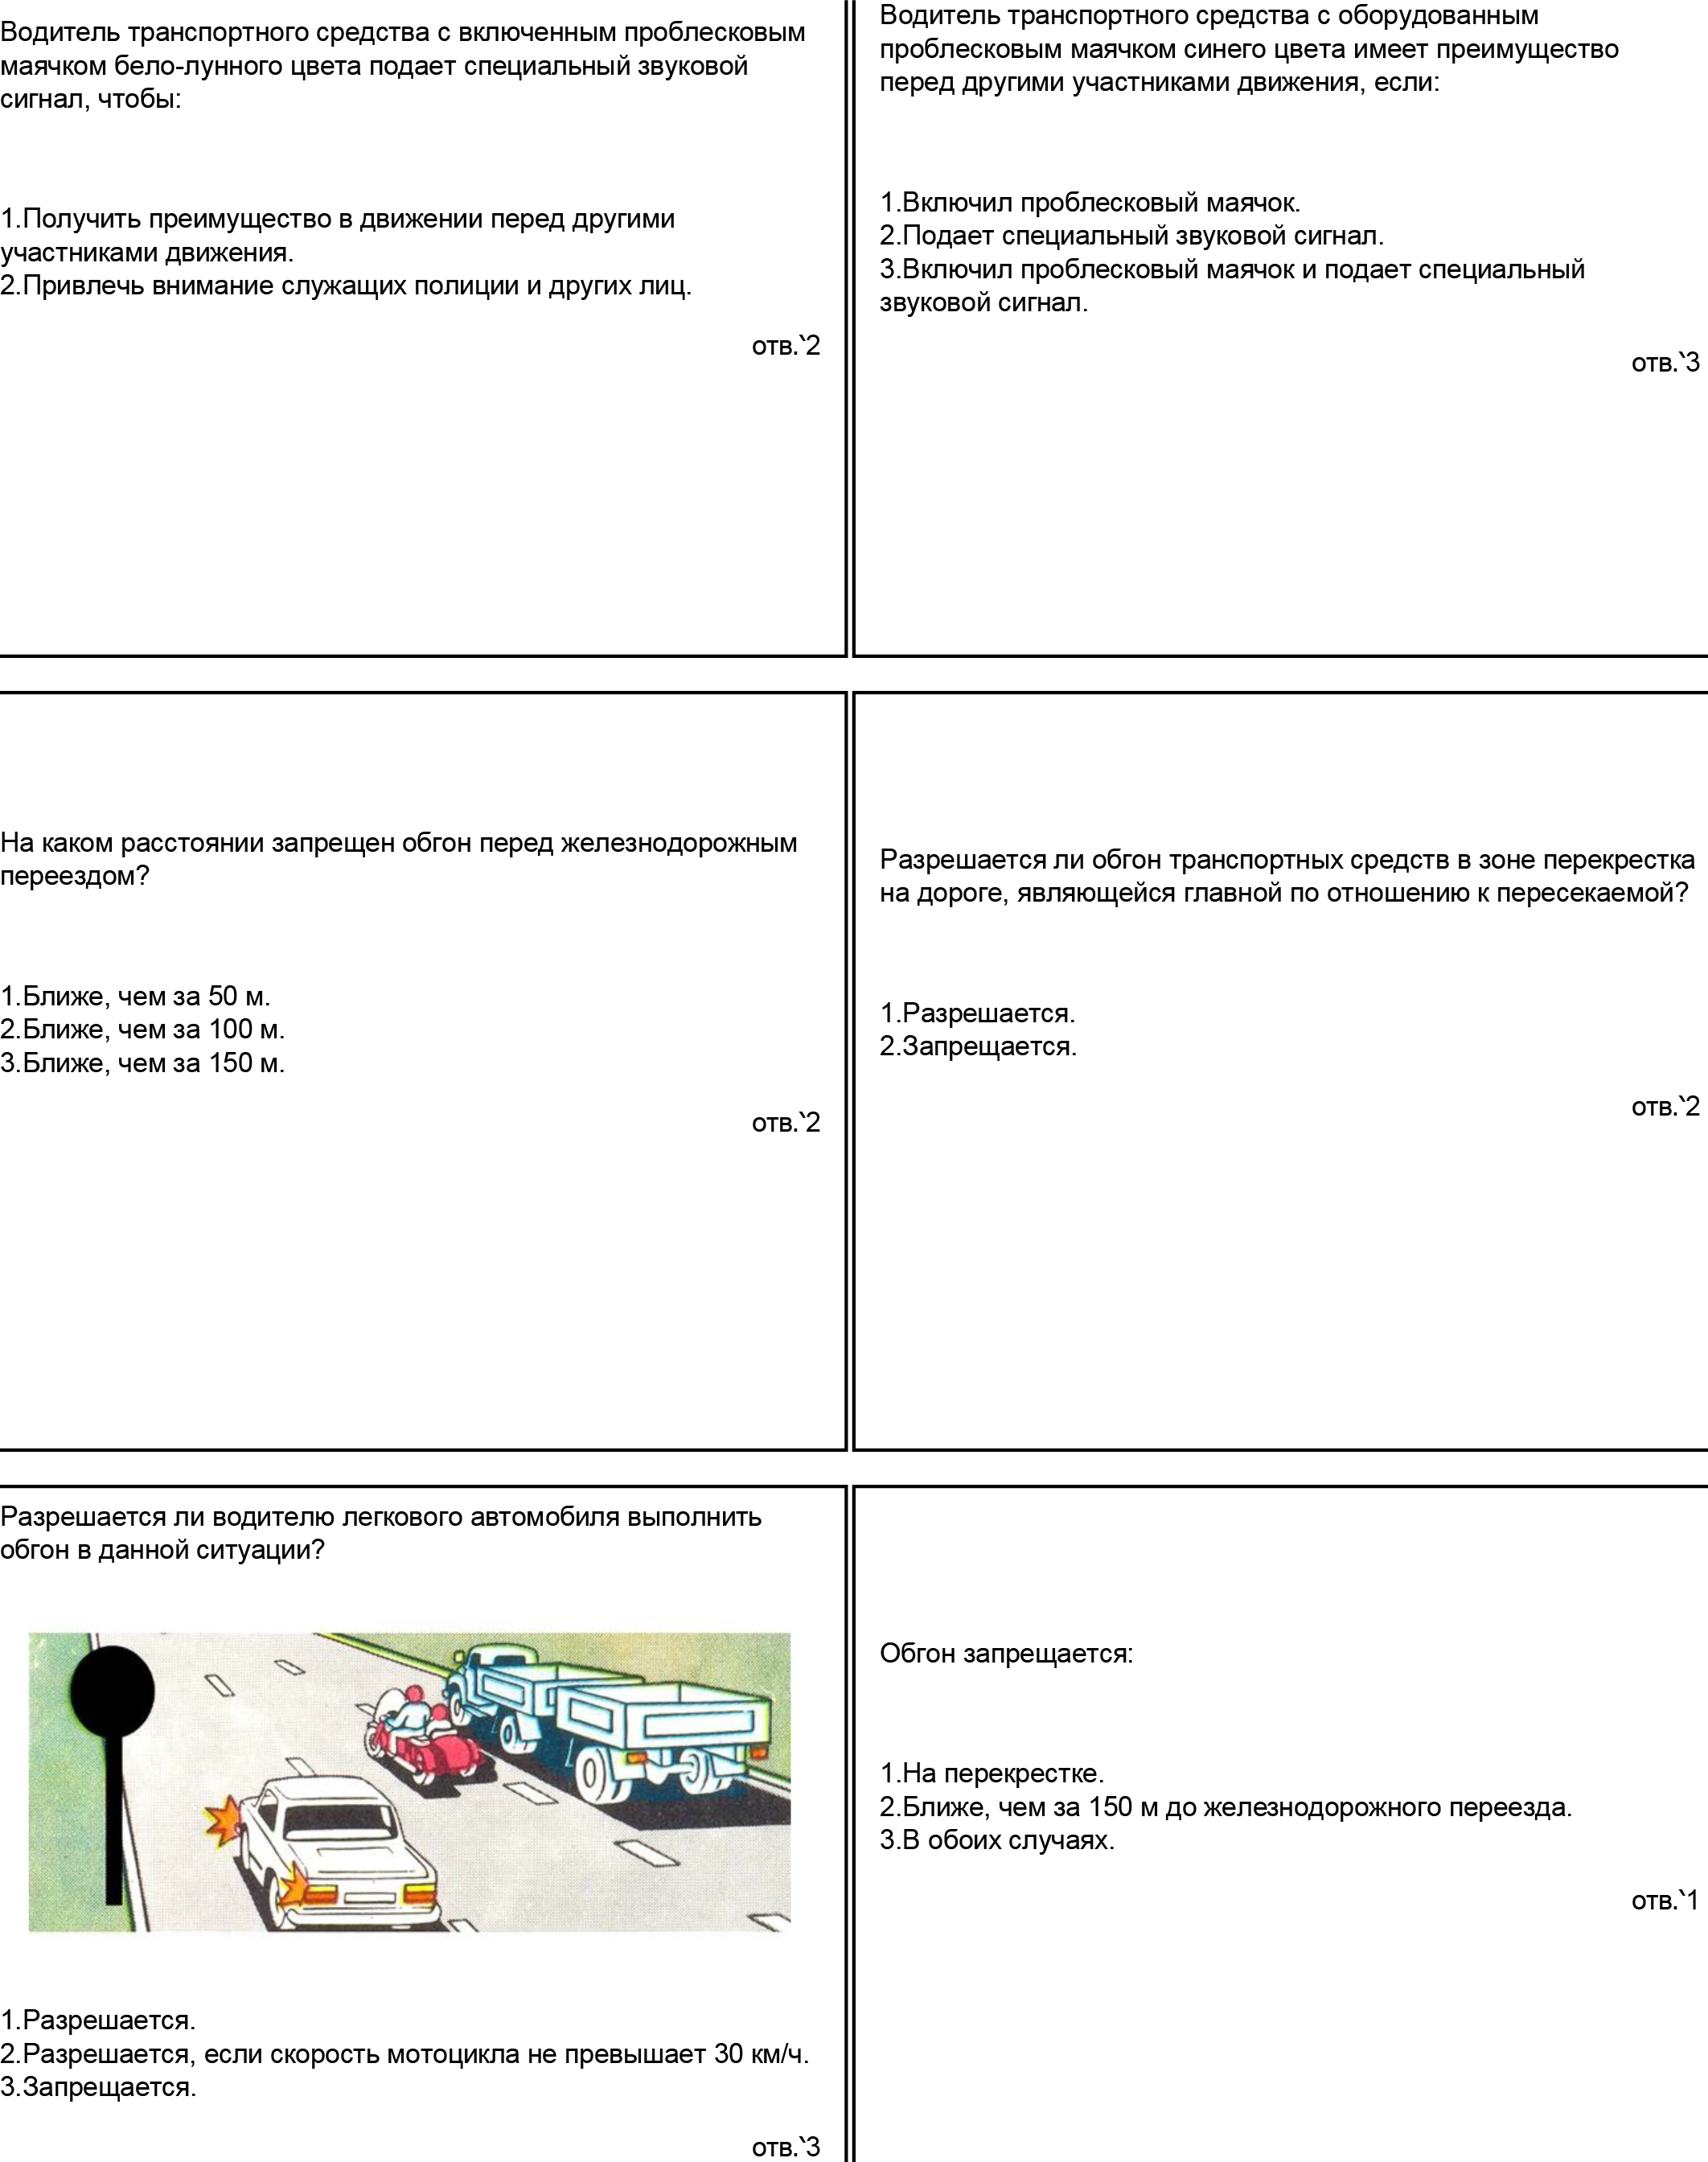 Водитель транспортного средства с включенным проблесковым
маячком бело-лунного цвета подает специальный звуковой
сигнал, чтобы:
1.Получить преимущество в движении перед другими
участниками движения.
2.Привлечь внимание служащих полиции и других лиц.
отв.`2
Водитель транспортного средства с оборудованным
проблесковым маячком синего цвета имеет преимущество
перед другими участниками движения, если:
1.Включил проблесковый маячок.
2.Подает специальный звуковой сигнал.
3.Включил проблесковый маячок и подает специальный
звуковой сигнал.
отв.`3
На каком расстоянии запрещен обгон перед железнодорожным
переездом?
1.Ближе, чем за 50 м.
2.Ближе, чем за 100 м.
3.Ближе, чем за 150 м.
отв.`2
Разрешается ли обгон транспортных средств в зоне перекрестка
на дороге, являющейся главной по отношению к пересекаемой?
1.Разрешается.
2.Запрещается.
отв.`2
Разрешается ли водителю легкового автомобиля выполнить
обгон в данной ситуации?
1.Разрешается.
2.Разрешается, если скорость мотоцикла не превышает 30 км/ч.
3.Запрещается.
отв.`3
Обгон запрещается:
1.На перекрестке.
2.Ближе, чем за 150 м до железнодорожного переезда.
3.В обоих случаях.
отв.`1